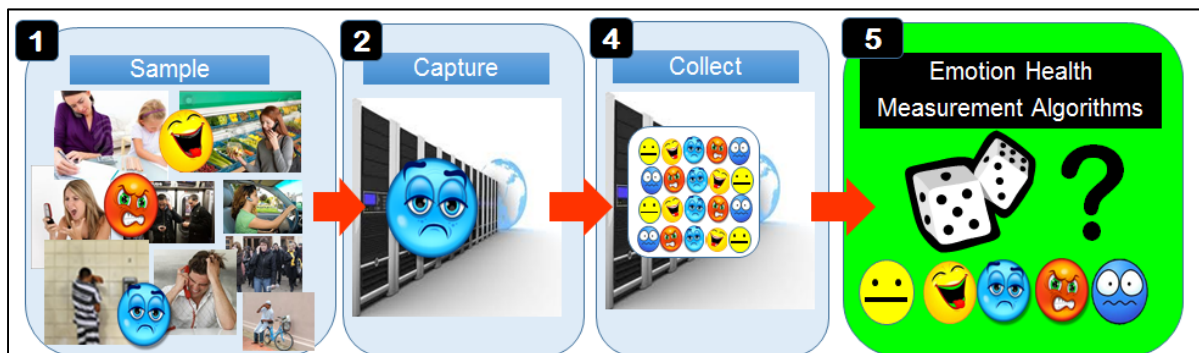 1
Sample
2
Capture
4
Collect
5
Emotion Health
Measurement Algorithms
?